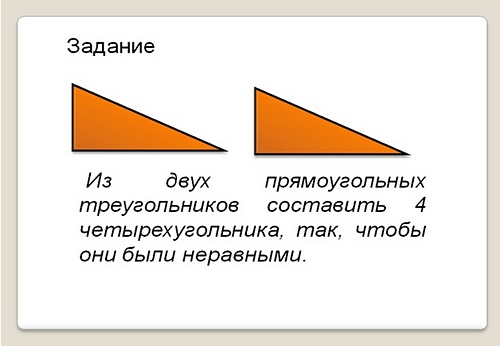 Задание
Из двух прямоугольных
треугольников составить 4
четырехугольника, так, чтобы
они были неравными.